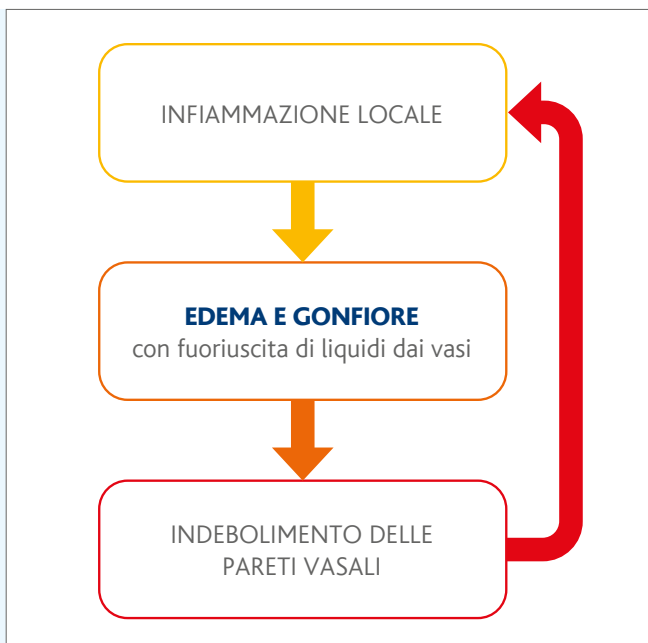 INFIAMMAZIONE LOCALE
EDEMA E GONFIORE
con fuoriuscita di liquidi dai vasi
INDEBOLIMENTO DELLE
PARETI VASALI